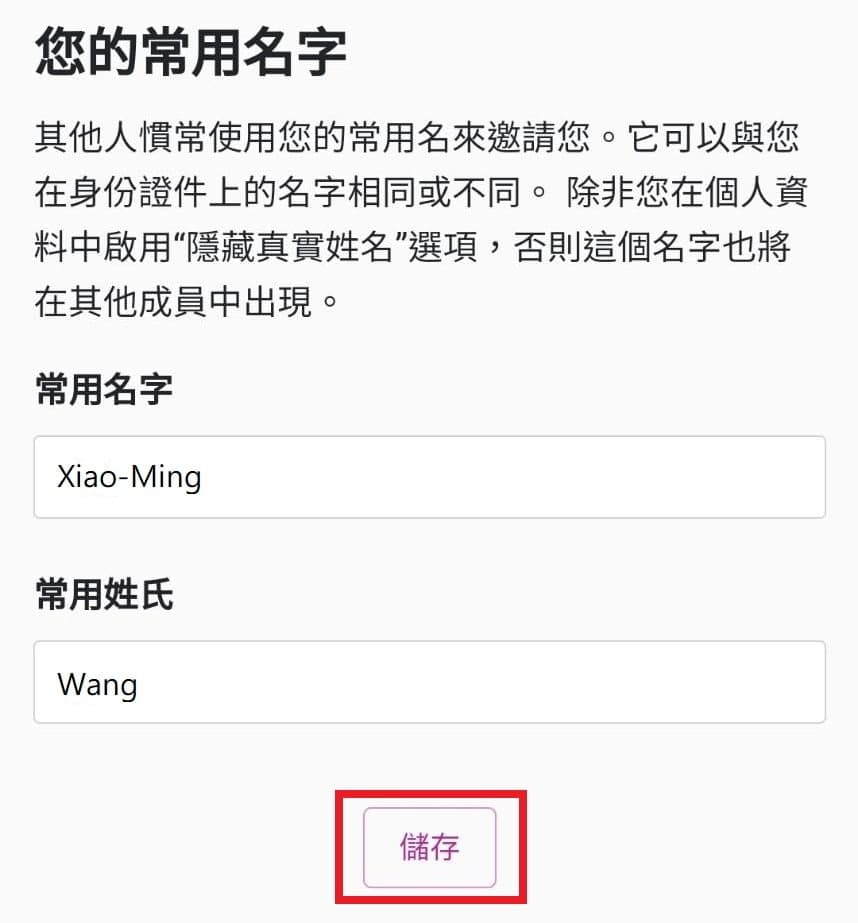 您的常用名字
其他人慣常使用您的常用名來邀請您。它可以與您
在身份證件上的名字相同或不同。 除非您在個人資
料中啟用“隱藏真實姓名”選項，否則這個名字也將
在其他成員中出現。
常用名字
Xiao-Ming
常用姓氏
Wang
儲存